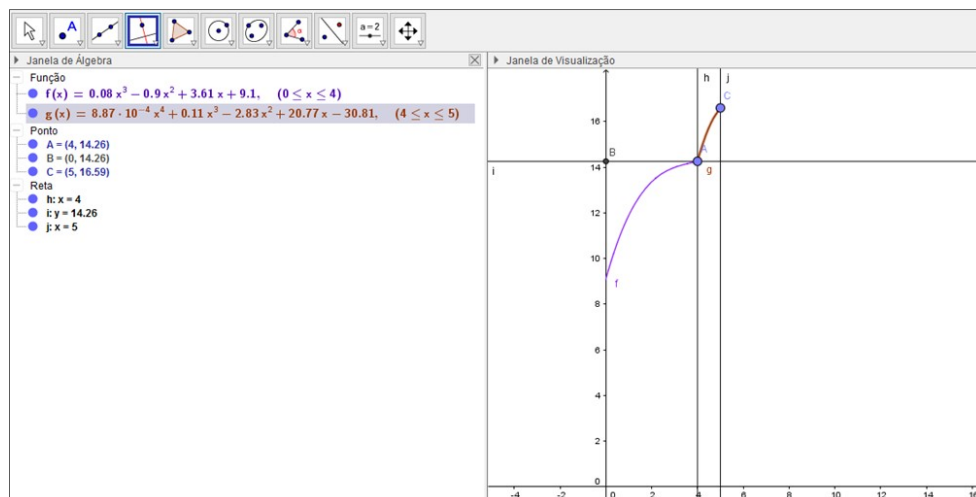 A
α
a=2
Janela de Álgebra
Função
f(x) = 0.08 x³ − 0.9 x² + 3.61 x + 9.1, (0 ≤ x ≤ 4)
g(x) = 8.87 · 10⁻⁴ x⁴ + 0.11 x³ − 2.83 x² + 20.77 x − 30.81, (4 ≤ x ≤ 5)
Ponto
A = (4, 14.26)
B = (0, 14.26)
C = (5, 16.59)
Reta
h: x = 4
i: y = 14.26
j: x = 5
Janela de Visualização
h j
C
16
B A
14
i g
12
10
f
8
6
4
2
0
-4 -2 0 2 4 6 8 10 12 14 16